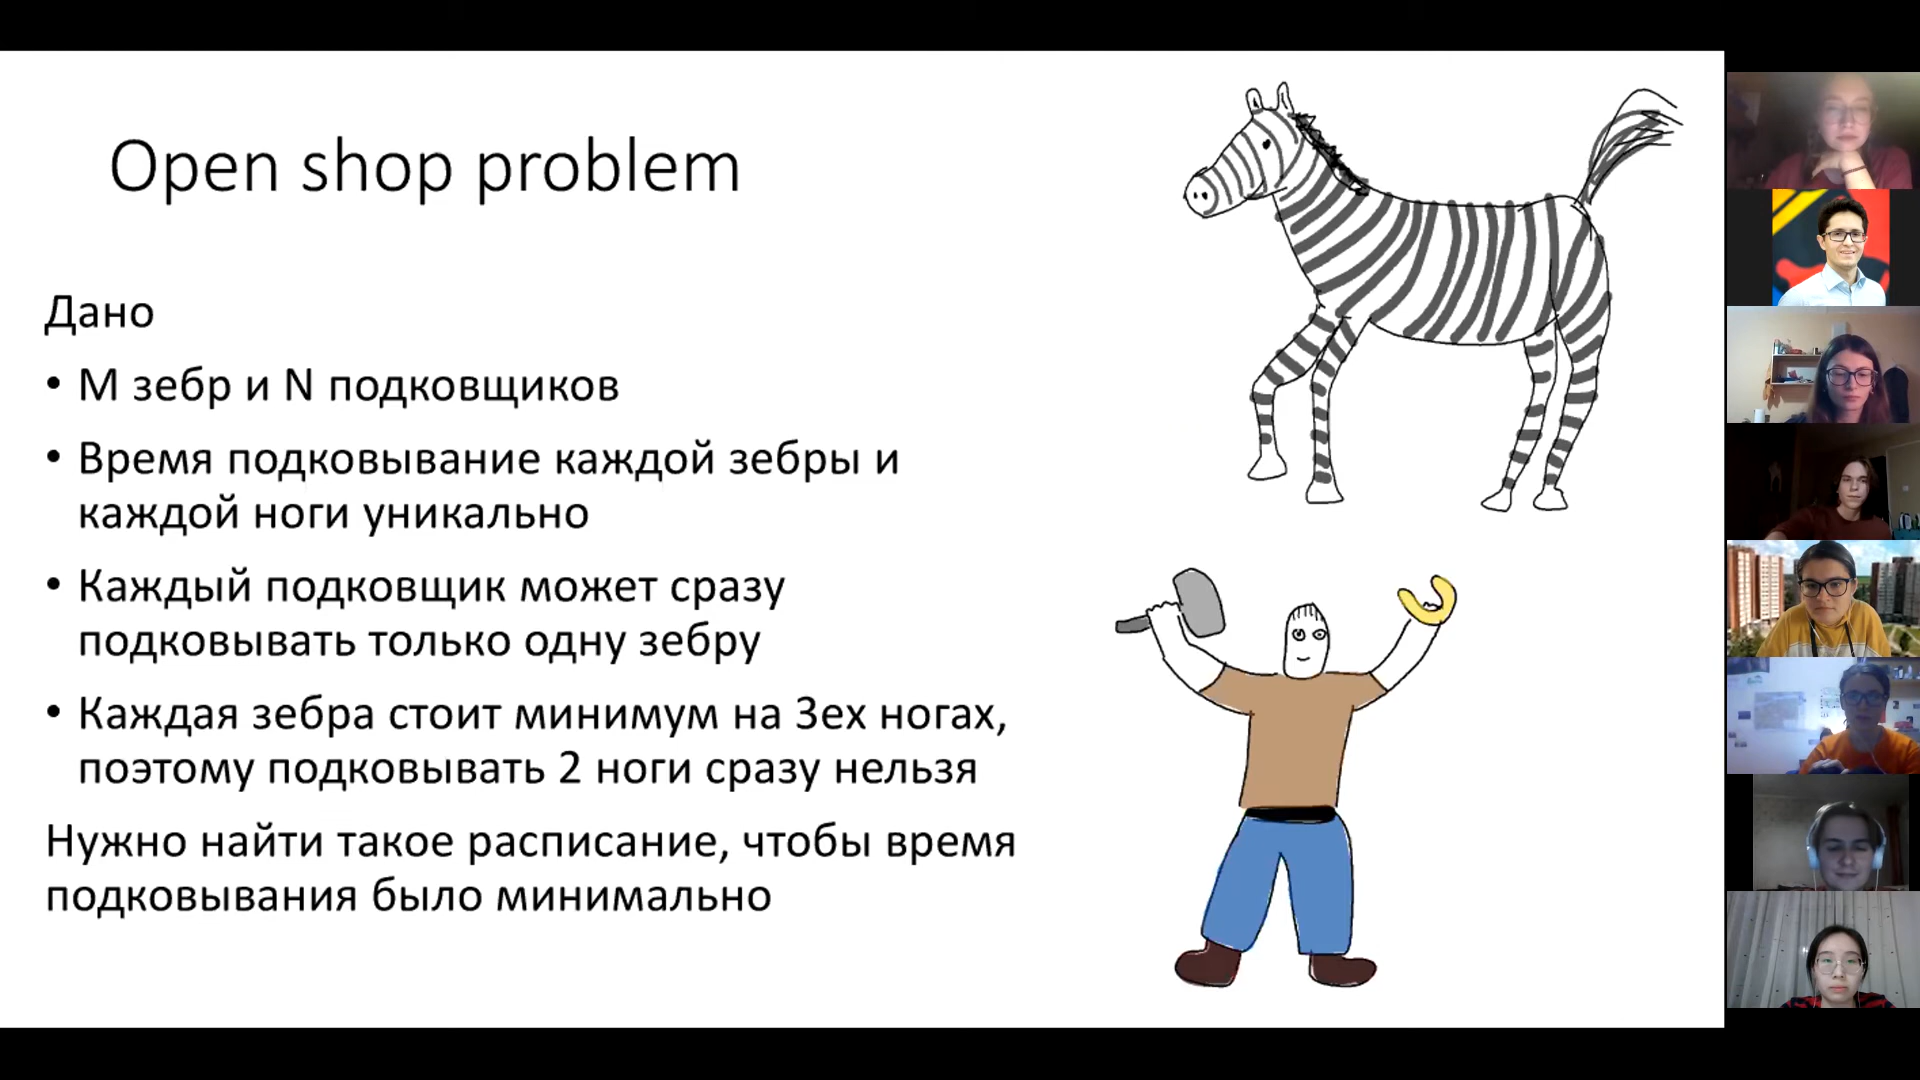 Open shop problem
Дано
• М зебр и N подковщиков
• Время подковывание каждой зебры и
каждой ноги уникально
• Каждый подковщик может сразу
подковывать только одну зебру
• Каждая зебра стоит минимум на 3ех ногах,
поэтому подковывать 2 ноги сразу нельзя
Нужно найти такое расписание, чтобы время
подковывания было минимально